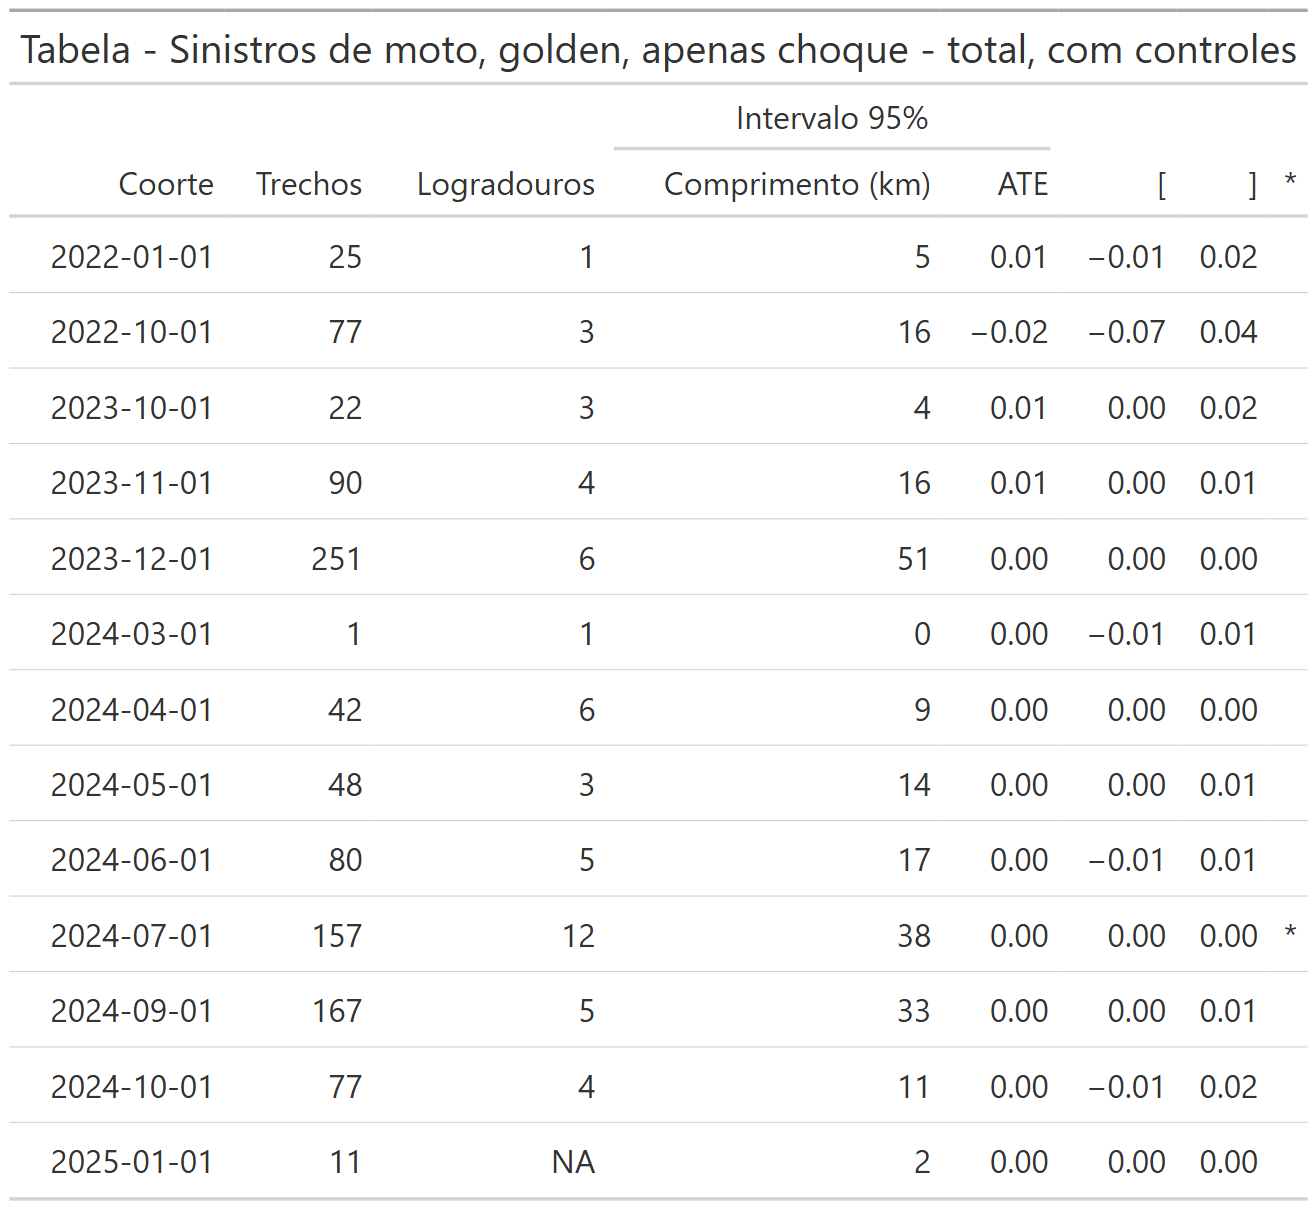 Tabela - Sinistros de moto, golden, apenas choque - total, com controles
Intervalo 95%
Coorte Trechos Logradouros Comprimento (km) ATE [ ] *
2022-01-01 25 1 5 0.01 −0.01 0.02
2022-10-01 77 3 16 −0.02 −0.07 0.04
2023-10-01 22 3 4 0.01 0.00 0.02
2023-11-01 90 4 16 0.01 0.00 0.01
2023-12-01 251 6 51 0.00 0.00 0.00
2024-03-01 1 1 0 0.00 −0.01 0.01
2024-04-01 42 6 9 0.00 0.00 0.00
2024-05-01 48 3 14 0.00 0.00 0.01
2024-06-01 80 5 17 0.00 −0.01 0.01
2024-07-01 157 12 38 0.00 0.00 0.00 *
2024-09-01 167 5 33 0.00 0.00 0.01
2024-10-01 77 4 11 0.00 −0.01 0.02
2025-01-01 11 NA 2 0.00 0.00 0.00